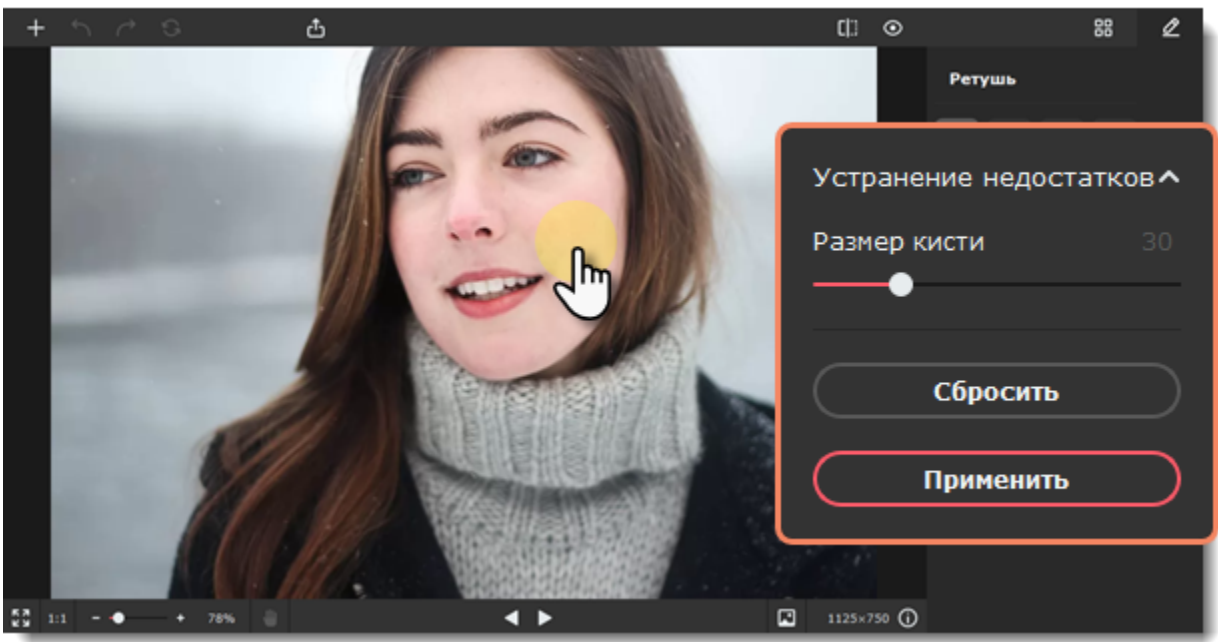 Ретушь
Устранение недостатков
Размер кисти 30
Сбросить
Применить
1:1
78%
1125×750